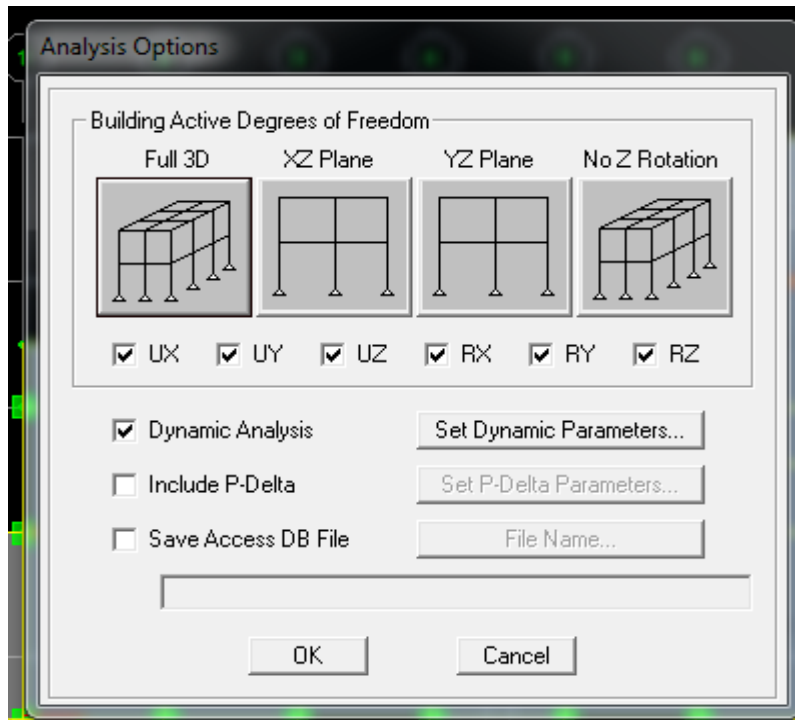 Analysis Options
Building Active Degrees of Freedom
Full 3D XZ Plane YZ Plane No Z Rotation
UX UY UZ RX RY RZ
Dynamic Analysis Set Dynamic Parameters...
Include P-Delta Set P-Delta Parameters...
Save Access DB File File Name...
OK Cancel